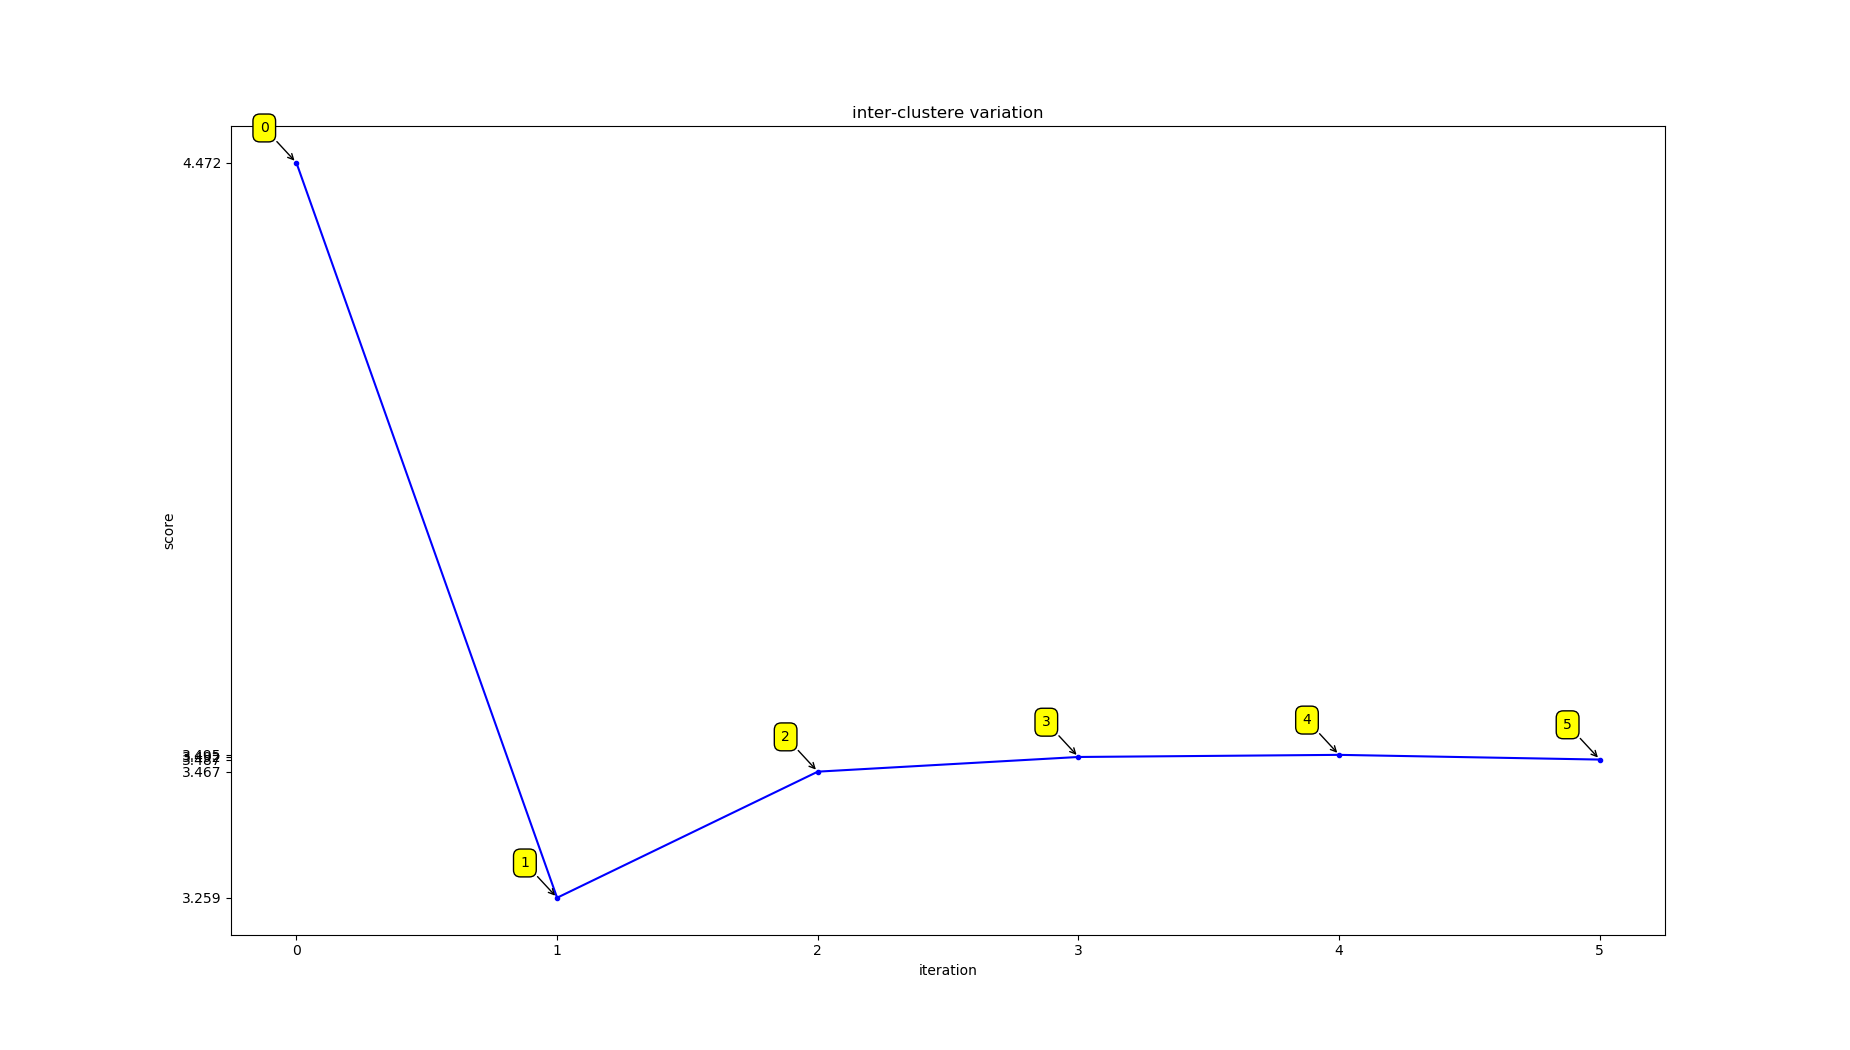 inter-clustere variation
0
4.472
score
3
4
5
2
3.467
1
3.259
0 1 2 3 4 5
iteration